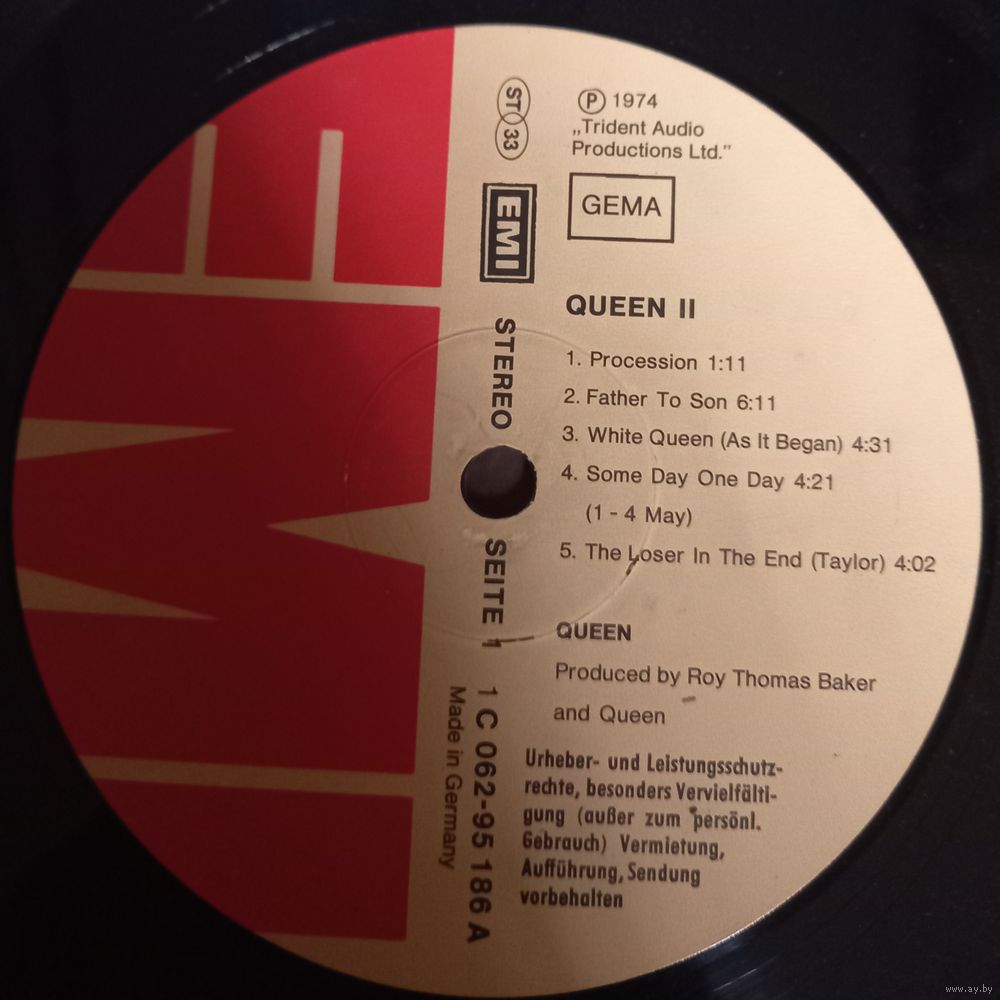 EMI
ST 33
EMI
STEREO
SEITE 1
1 C 062-95 186 A
Made in Germany
Ⓟ 1974
„Trident Audio
Productions Ltd.”
GEMA
QUEEN II
1. Procession 1:11
2. Father To Son 6:11
3. White Queen (As It Began) 4:31
4. Some Day One Day 4:21
(1 - 4 May)
5. The Loser In The End (Taylor) 4:02
QUEEN
Produced by Roy Thomas Baker
and Queen
Urheber- und Leistungsschutz-
rechte, besonders Vervielfälti-
gung (außer zum persönl.
Gebrauch) Vermietung,
Aufführung, Sendung
vorbehalten
www.ay.by